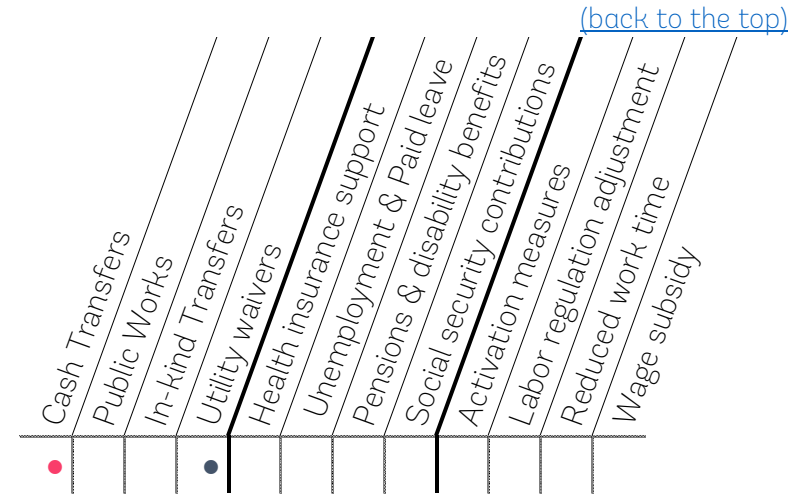 (back to the top)
Cash Transfers
Public Works
In-kind Transfers
Utility waivers
Health insurance support
Unemployment & Paid leave
Pensions & disability benefits
Social security contributions
Activation measures
Labor regulation adjustment
Reduced work time
Wage subsidy